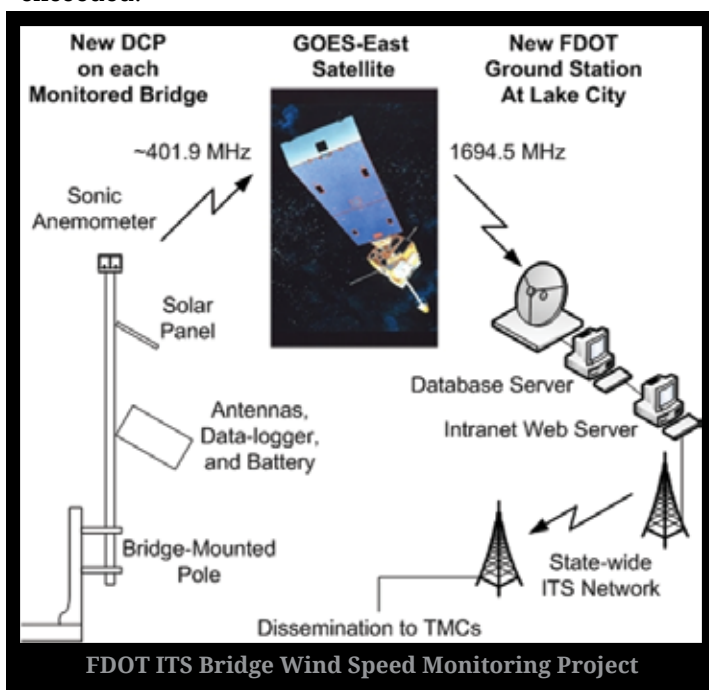 New DCP
on each
Monitored Bridge
GOES-East
Satellite
New FDOT
Ground Station
At Lake City
~401.9 MHz
1694.5 MHz
Sonic
Anemometer
Solar
Panel
Antennas,
Data-logger,
and Battery
Bridge-Mounted
Pole
Database Server
Intranet Web Server
State-wide
ITS Network
Dissemination to TMCs
FDOT ITS Bridge Wind Speed Monitoring Project